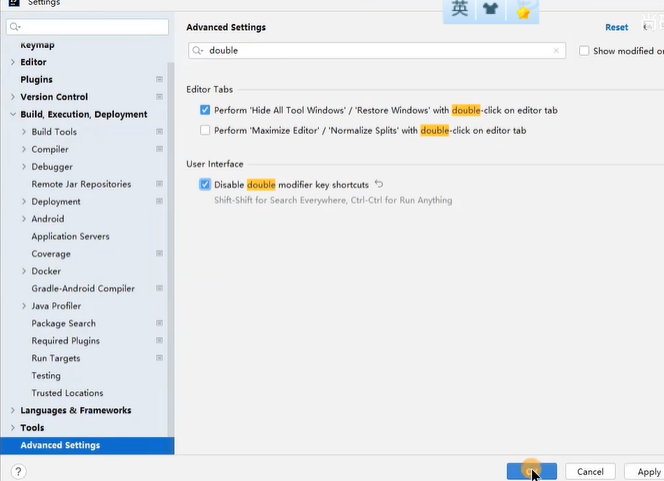 Settings
英
Advanced Settings
Reset
double
Show modified or
Keymap
Editor
Plugins
Version Control
Build, Execution, Deployment
Build Tools
Compiler
Debugger
Remote Jar Repositories
Deployment
Android
Application Servers
Coverage
Docker
Gradle-Android Compiler
Java Profiler
Package Search
Required Plugins
Run Targets
Testing
Trusted Locations
Languages & Frameworks
Tools
Advanced Settings
Editor Tabs
Perform 'Hide All Tool Windows' / 'Restore Windows' with double-click on editor tab
Perform 'Maximize Editor' / 'Normalize Splits' with double-click on editor tab
User Interface
Disable double modifier key shortcuts
Shift-Shift for Search Everywhere, Ctrl-Ctrl for Run Anything
?
Cancel
Apply